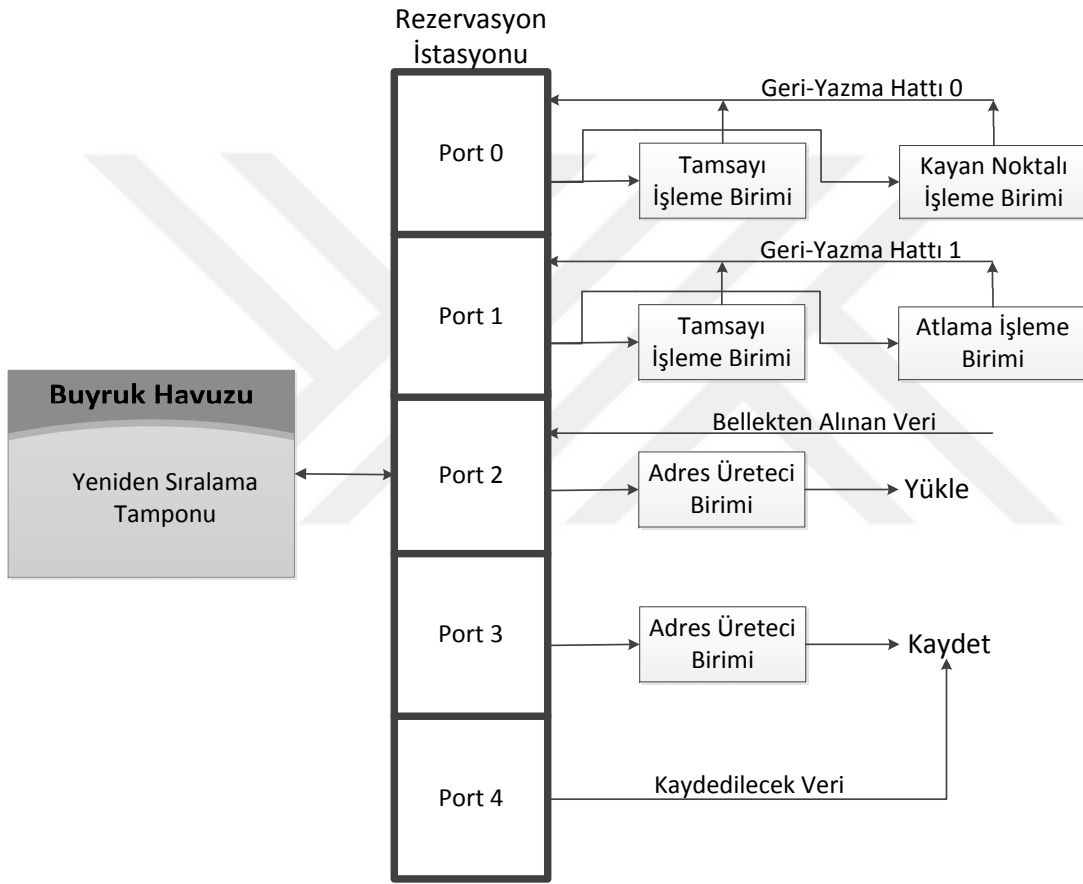 Rezervasyon
İstasyonu
Geri-Yazma Hattı 0
Port 0
Tamsayı
İşleme Birimi
Kayan Noktalı
İşleme Birimi
Geri-Yazma Hattı 1
Port 1
Tamsayı
İşleme Birimi
Atlama İşleme
Birimi
Buyruk Havuzu
Yeniden Sıralama
Tamponu
Bellekten Alınan Veri
Port 2
Adres Üreteci
Birimi
Yükle
Port 3
Adres Üreteci
Birimi
Kaydet
Port 4
Kaydedilecek Veri